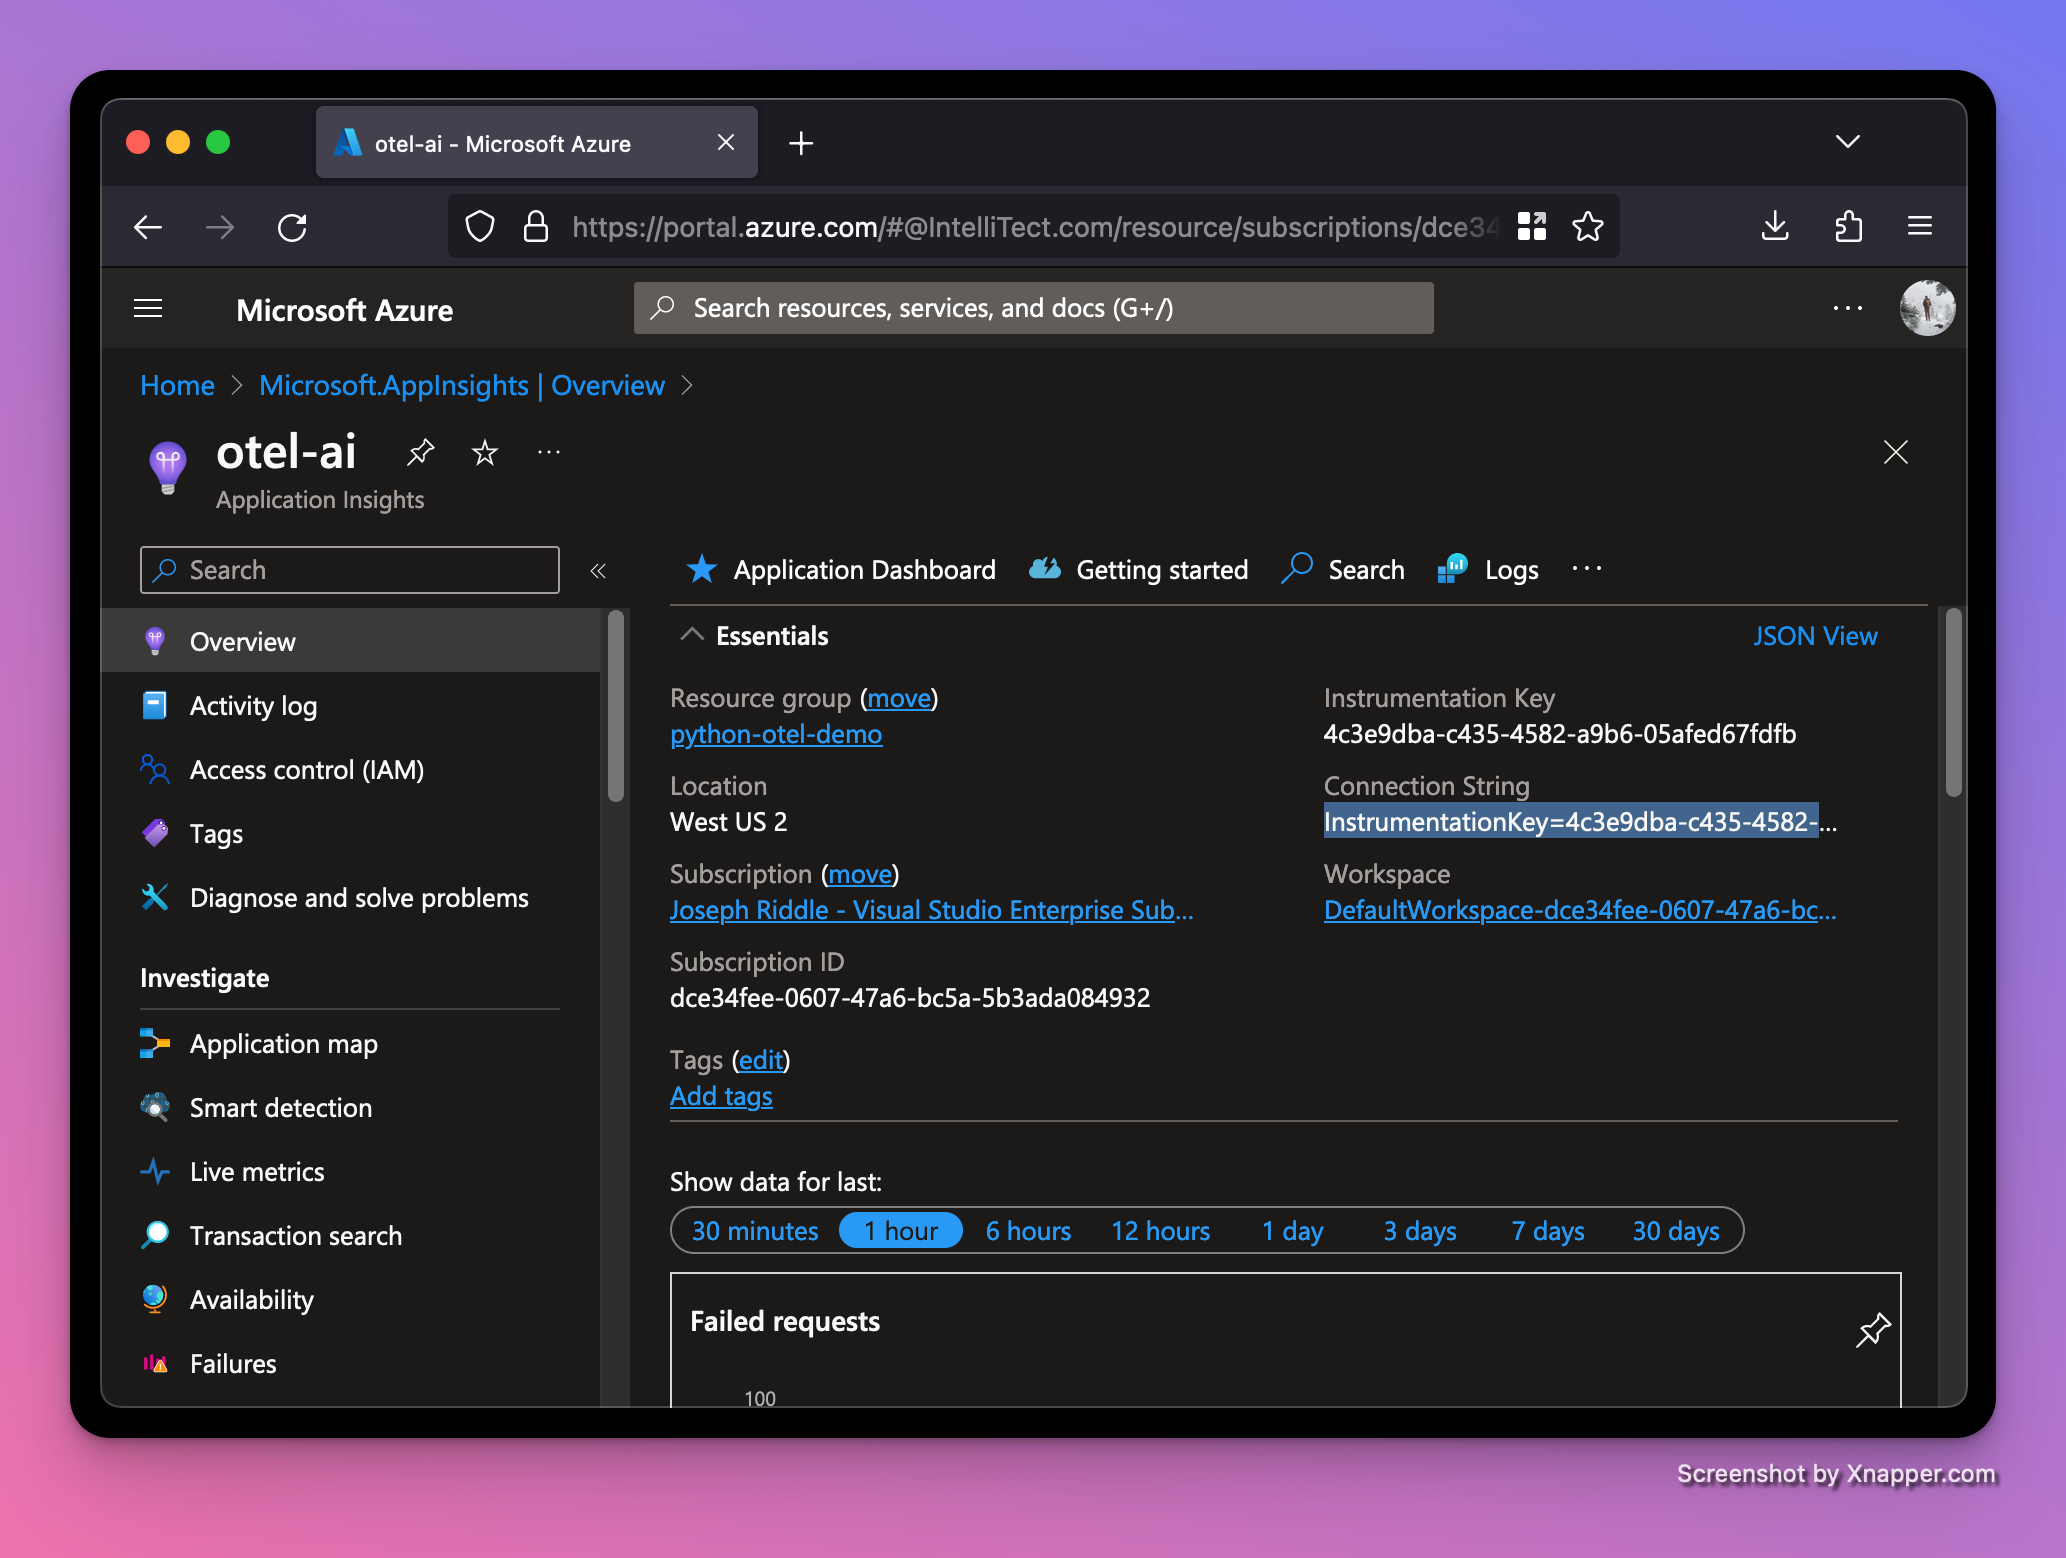 otel-ai - Microsoft Azure
https://portal.azure.com/#@IntelliTect.com/resource/subscriptions/dce34
Microsoft Azure
Search resources, services, and docs (G+/)
Home > Microsoft.AppInsights | Overview >
otel-ai
Application Insights
Search
Application Dashboard
Getting started
Search
Logs
Overview
Activity log
Access control (IAM)
Tags
Diagnose and solve problems
Investigate
Application map
Smart detection
Live metrics
Transaction search
Availability
Failures
Essentials
JSON View
Resource group (move)
python-otel-demo
Location
West US 2
Subscription (move)
Joseph Riddle - Visual Studio Enterprise Sub...
Subscription ID
dce34fee-0607-47a6-bc5a-5b3ada084932
Tags (edit)
Add tags
Instrumentation Key
4c3e9dba-c435-4582-a9b6-05afed67fdfb
Connection String
InstrumentationKey=4c3e9dba-c435-4582-...
Workspace
DefaultWorkspace-dce34fee-0607-47a6-bc...
Show data for last:
30 minutes 1 hour 6 hours 12 hours 1 day 3 days 7 days 30 days
Failed requests
100
Screenshot by Xnapper.com